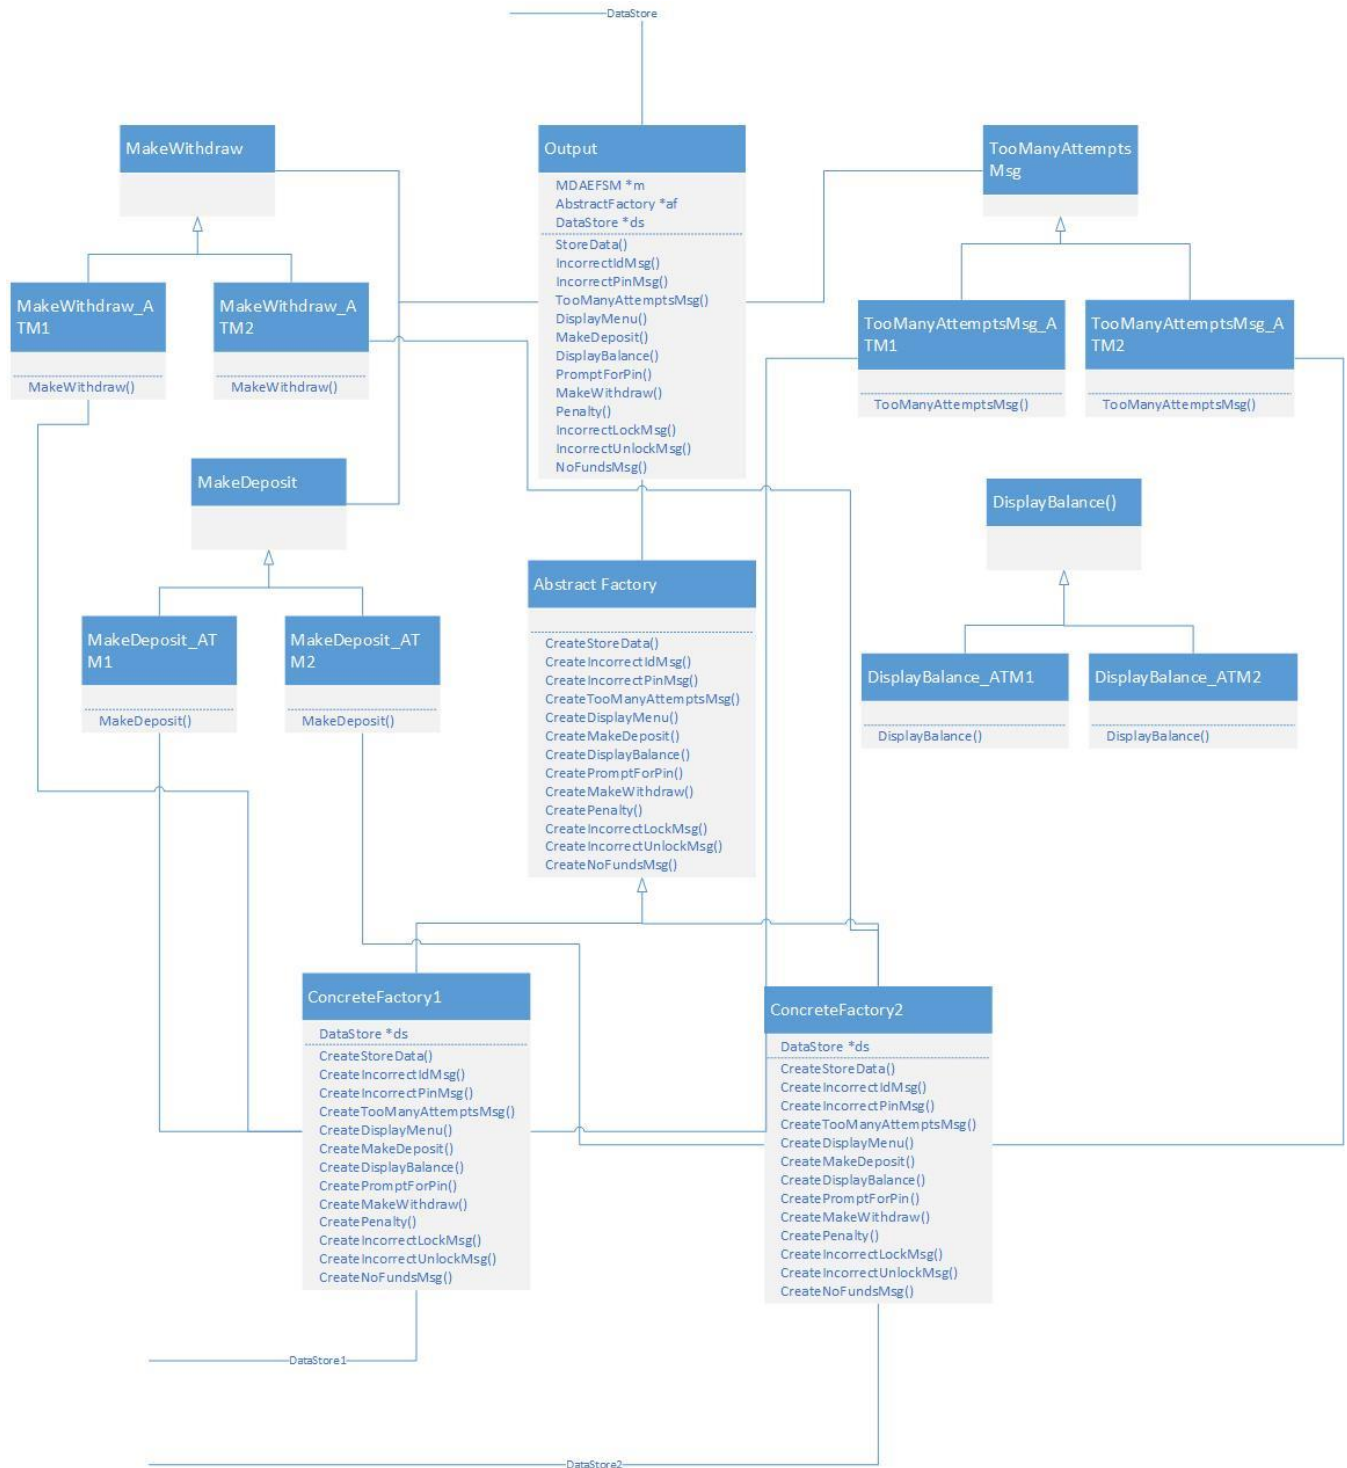 DataStore
MakeWithdraw
Output
MDAEFSM *m
AbstractFactory *af
DataStore *ds
StoreData()
IncorrectIdMsg()
IncorrectPinMsg()
TooManyAttemptsMsg()
DisplayMenu()
MakeDeposit()
DisplayBalance()
PromptForPin()
MakeWithdraw()
Penalty()
IncorrectLockMsg()
IncorrectUnlockMsg()
NoFundsMsg()
TooManyAttempts
Msg
MakeWithdraw_A
TM1
MakeWithdraw()
MakeWithdraw_A
TM2
MakeWithdraw()
TooManyAttemptsMsg_A
TM1
TooManyAttemptsMsg()
TooManyAttemptsMsg_A
TM2
TooManyAttemptsMsg()
MakeDeposit
DisplayBalance()
MakeDeposit_AT
M1
MakeDeposit()
MakeDeposit_AT
M2
MakeDeposit()
Abstract Factory
CreateStoreData()
CreateIncorrectIdMsg()
CreateIncorrectPinMsg()
CreateTooManyAttemptsMsg()
CreateDisplayMenu()
CreateMakeDeposit()
CreateDisplayBalance()
CreatePromptForPin()
CreateMakeWithdraw()
CreatePenalty()
CreateIncorrectLockMsg()
CreateIncorrectUnlockMsg()
CreateNoFundsMsg()
DisplayBalance_ATM1
DisplayBalance()
DisplayBalance_ATM2
DisplayBalance()
ConcreteFactory1
DataStore *ds
CreateStoreData()
CreateIncorrectIdMsg()
CreateIncorrectPinMsg()
CreateTooManyAttemptsMsg()
CreateDisplayMenu()
CreateMakeDeposit()
CreateDisplayBalance()
CreatePromptForPin()
CreateMakeWithdraw()
CreatePenalty()
CreateIncorrectLockMsg()
CreateIncorrectUnlockMsg()
CreateNoFundsMsg()
ConcreteFactory2
DataStore *ds
CreateStoreData()
CreateIncorrectIdMsg()
CreateIncorrectPinMsg()
CreateTooManyAttemptsMsg()
CreateDisplayMenu()
CreateMakeDeposit()
CreateDisplayBalance()
CreatePromptForPin()
CreateMakeWithdraw()
CreatePenalty()
CreateIncorrectLockMsg()
CreateIncorrectUnlockMsg()
CreateNoFundsMsg()
DataStore1
DataStore2